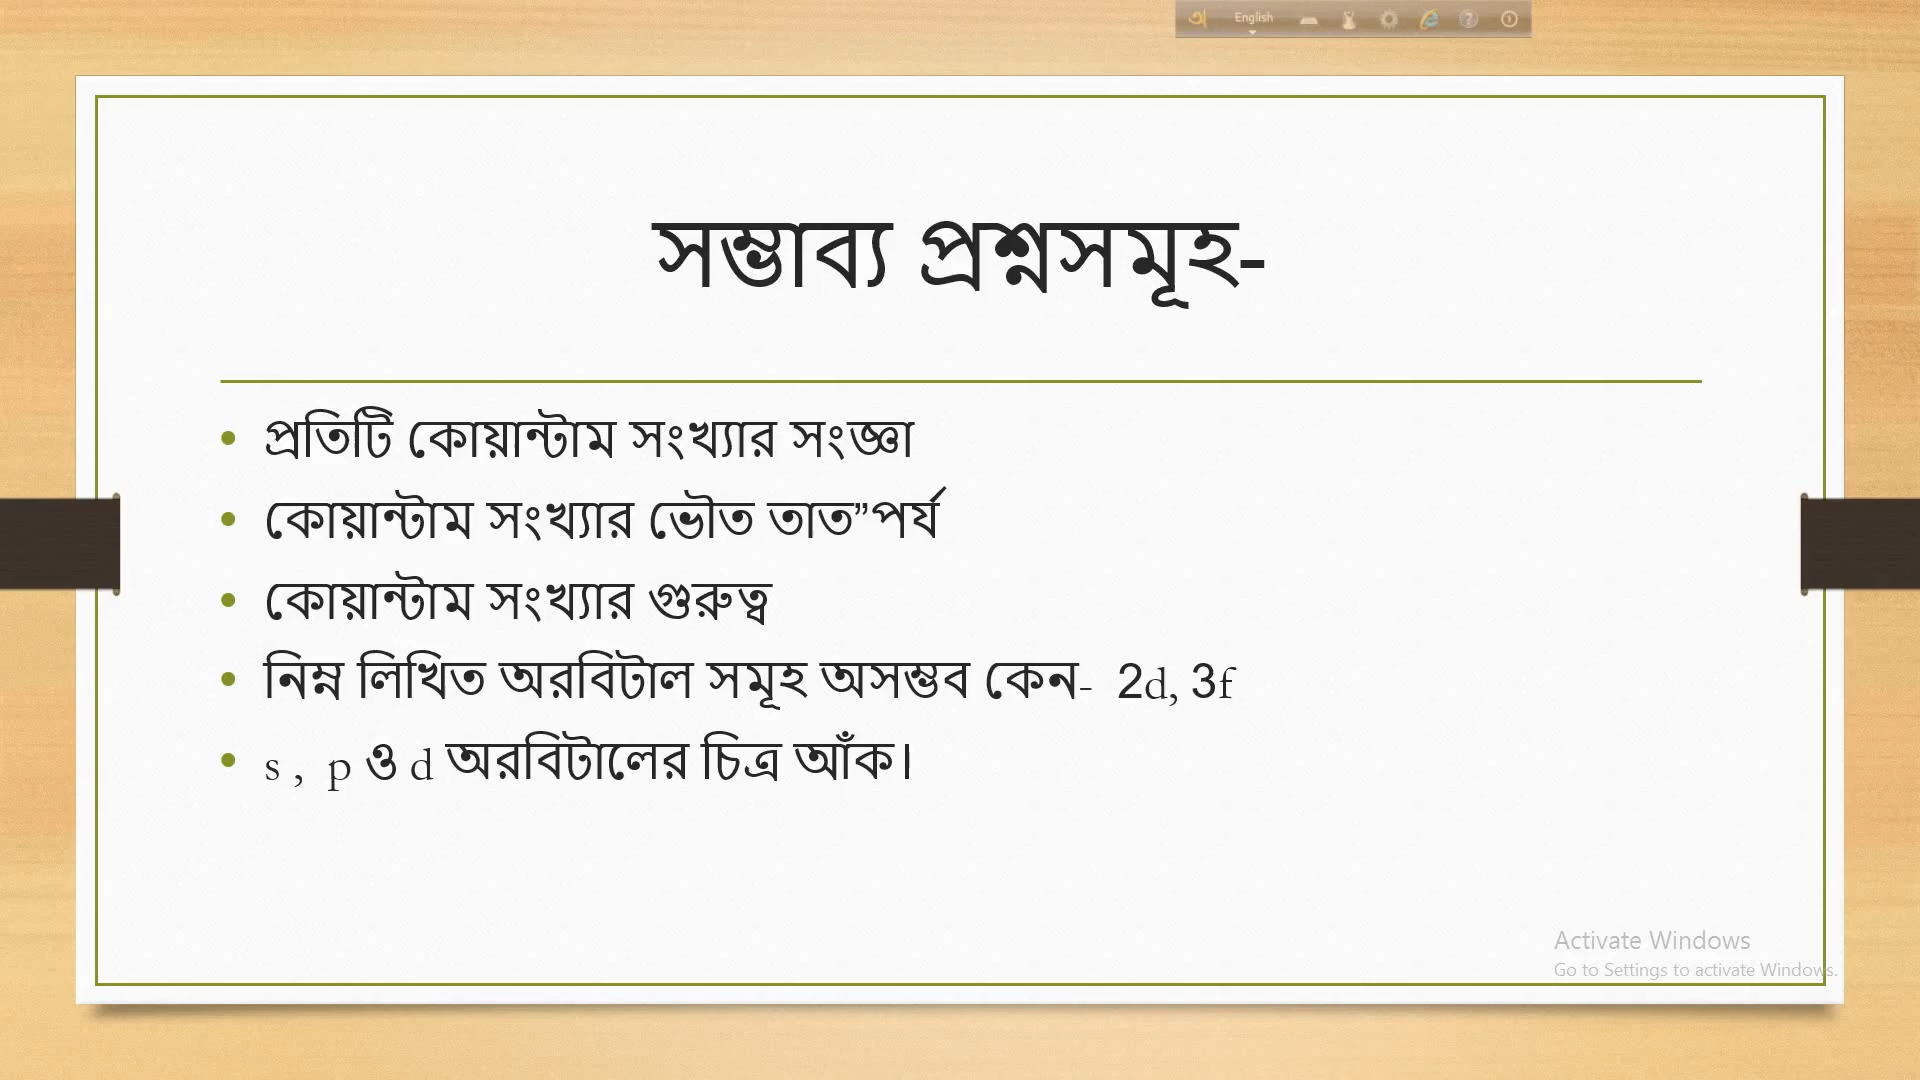 English
সম্ভাব্য প্রশ্নসমূহ-
• প্রতিটি কোয়ান্টাম সংখ্যার সংজ্ঞা
• কোয়ান্টাম সংখ্যার ভৌত তাত”পর্য
• কোয়ান্টাম সংখ্যার গুরুত্ব
• নিম্ন লিখিত অরবিটাল সমূহ অসম্ভব কেন- 2d, 3f
• s , p ও d অরবিটালের চিত্র আঁক।
Activate Windows
Go to Settings to activate Windows.